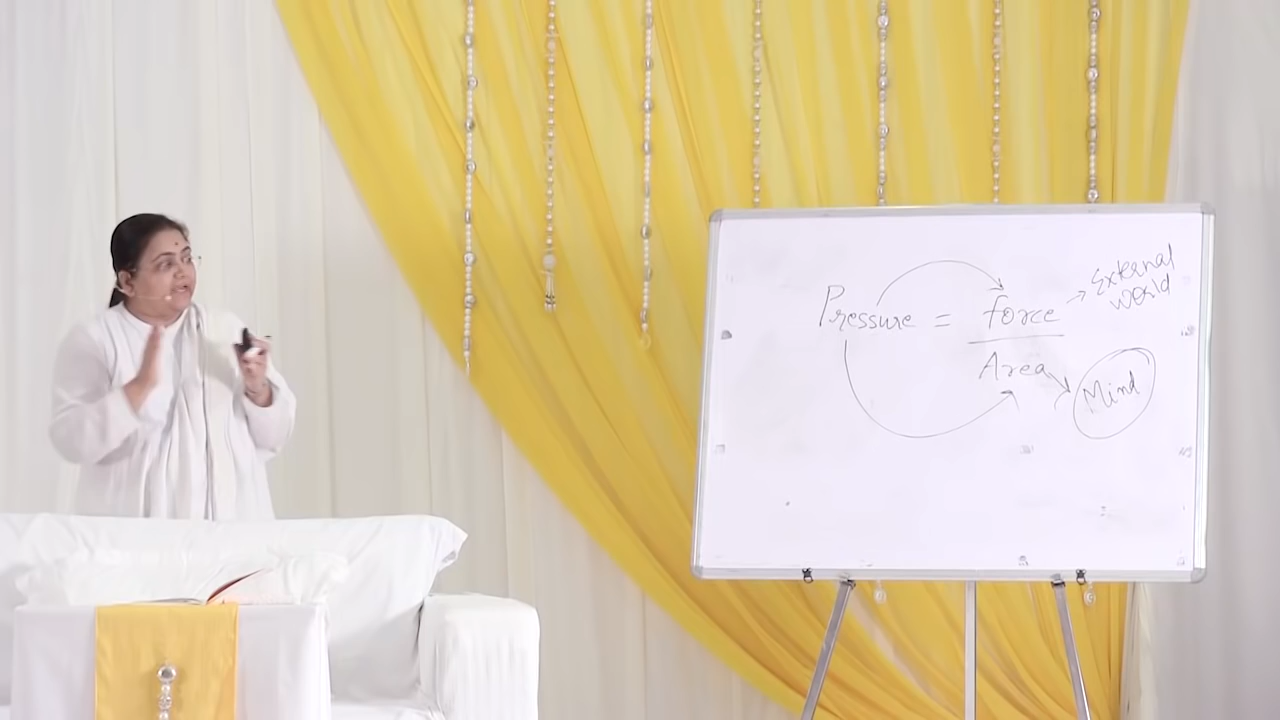 Pressure = force
Area
→ External
world
Mind